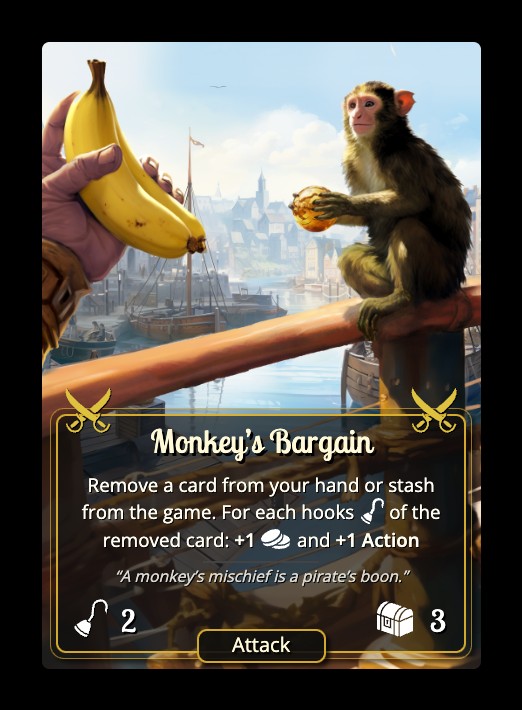 Monkey's Bargain
Remove a card from your hand or stash
from the game. For each hooks of the
removed card: +1 and +1 Action
“A monkey's mischief is a pirate's boon.”
2
3
Attack